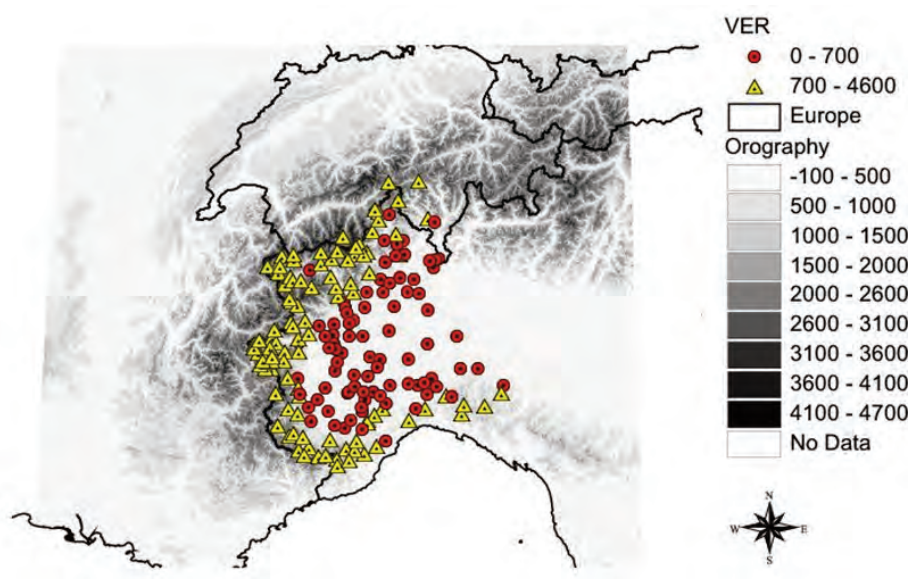 VER
0 - 700
700 - 4600
Europe
Orography
-100 - 500
500 - 1000
1000 - 1500
1500 - 2000
2000 - 2600
2600 - 3100
3100 - 3600
3600 - 4100
4100 - 4700
No Data
N
W E
S